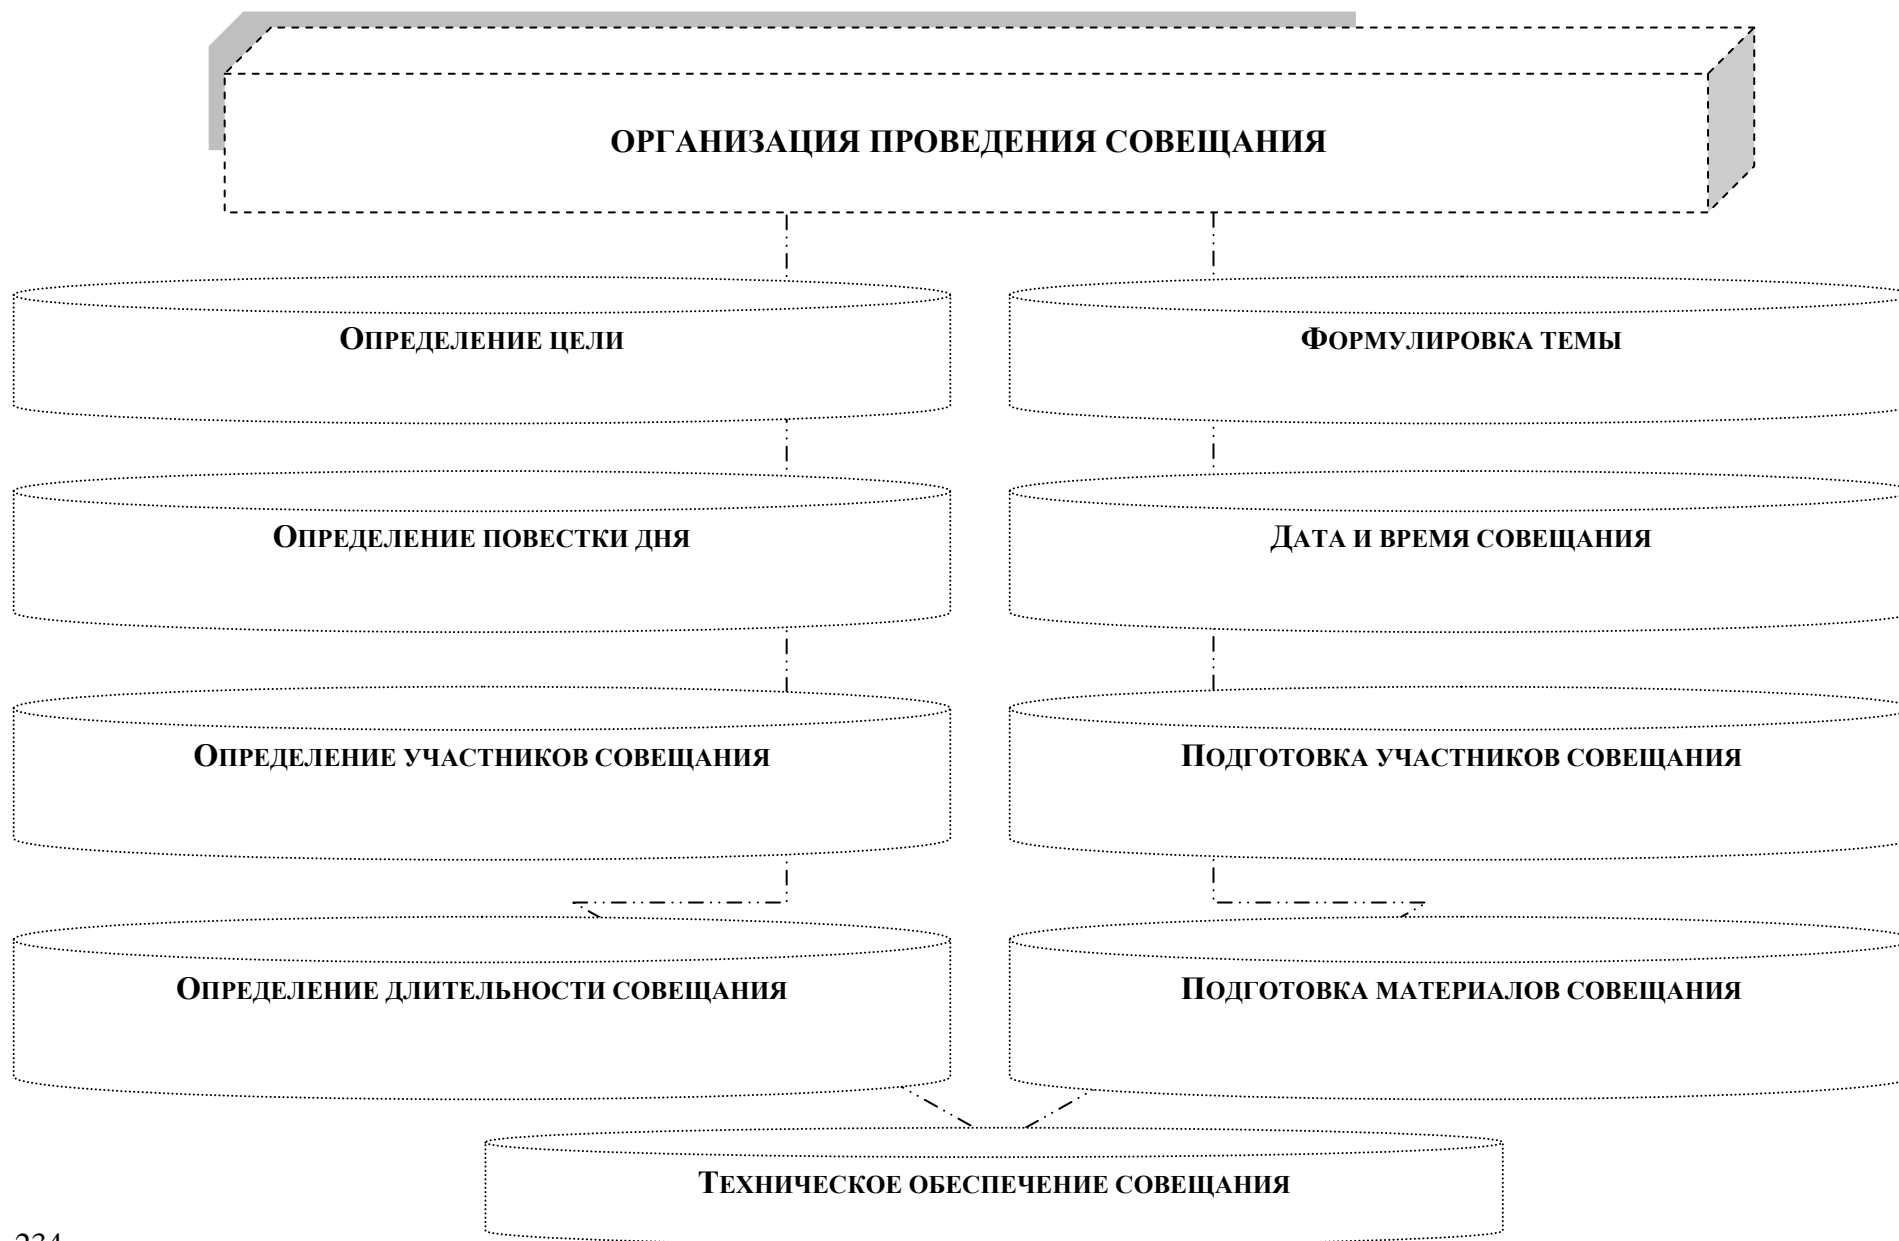 ОРГАНИЗАЦИЯ ПРОВЕДЕНИЯ СОВЕЩАНИЯ
ОПРЕДЕЛЕНИЕ ЦЕЛИ
ФОРМУЛИРОВКА ТЕМЫ
ОПРЕДЕЛЕНИЕ ПОВЕСТКИ ДНЯ
ДАТА И ВРЕМЯ СОВЕЩАНИЯ
ОПРЕДЕЛЕНИЕ УЧАСТНИКОВ СОВЕЩАНИЯ
ПОДГОТОВКА УЧАСТНИКОВ СОВЕЩАНИЯ
ОПРЕДЕЛЕНИЕ ДЛИТЕЛЬНОСТИ СОВЕЩАНИЯ
ПОДГОТОВКА МАТЕРИАЛОВ СОВЕЩАНИЯ
ТЕХНИЧЕСКОЕ ОБЕСПЕЧЕНИЕ СОВЕЩАНИЯ
234